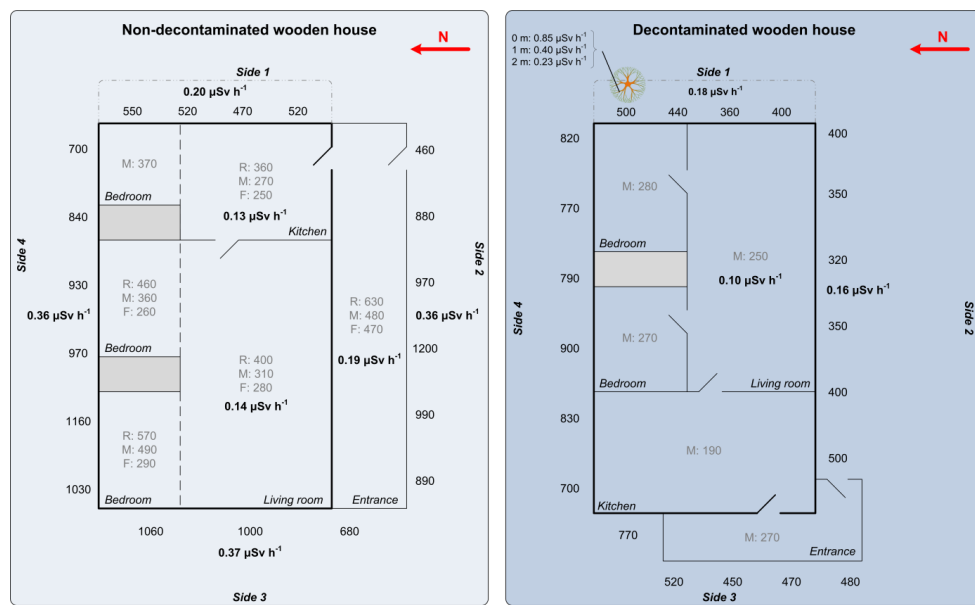 Non-decontaminated wooden house
N
Side 1
0.20 µSv h⁻¹
550 520 470 520
700
840
930
0.36 µSv h⁻¹
970
1160
1030
Side 4
M: 370
Bedroom
R: 360
M: 270
F: 250
0.13 µSv h⁻¹
Kitchen
R: 460
M: 360
F: 260
Bedroom
R: 400
M: 310
F: 280
0.14 µSv h⁻¹
R: 570
M: 490
F: 290
Bedroom
Living room
R: 630
M: 480
F: 470
0.19 µSv h⁻¹
Entrance
460
880
970
0.36 µSv h⁻¹
1200
990
890
Side 2
1060 1000 680
0.37 µSv h⁻¹
Side 3
Decontaminated wooden house
N
0 m: 0.85 µSv h⁻¹
1 m: 0.40 µSv h⁻¹
2 m: 0.23 µSv h⁻¹
Side 1
0.18 µSv h⁻¹
500 440 360 400
820
770
790
900
830
700
Side 4
M: 280
Bedroom
M: 250
0.10 µSv h⁻¹
M: 270
Bedroom
Living room
M: 190
Kitchen
M: 270
Entrance
400
350
320
0.16 µSv h⁻¹
350
400
500
Side 2
770
520 450 470 480
Side 3